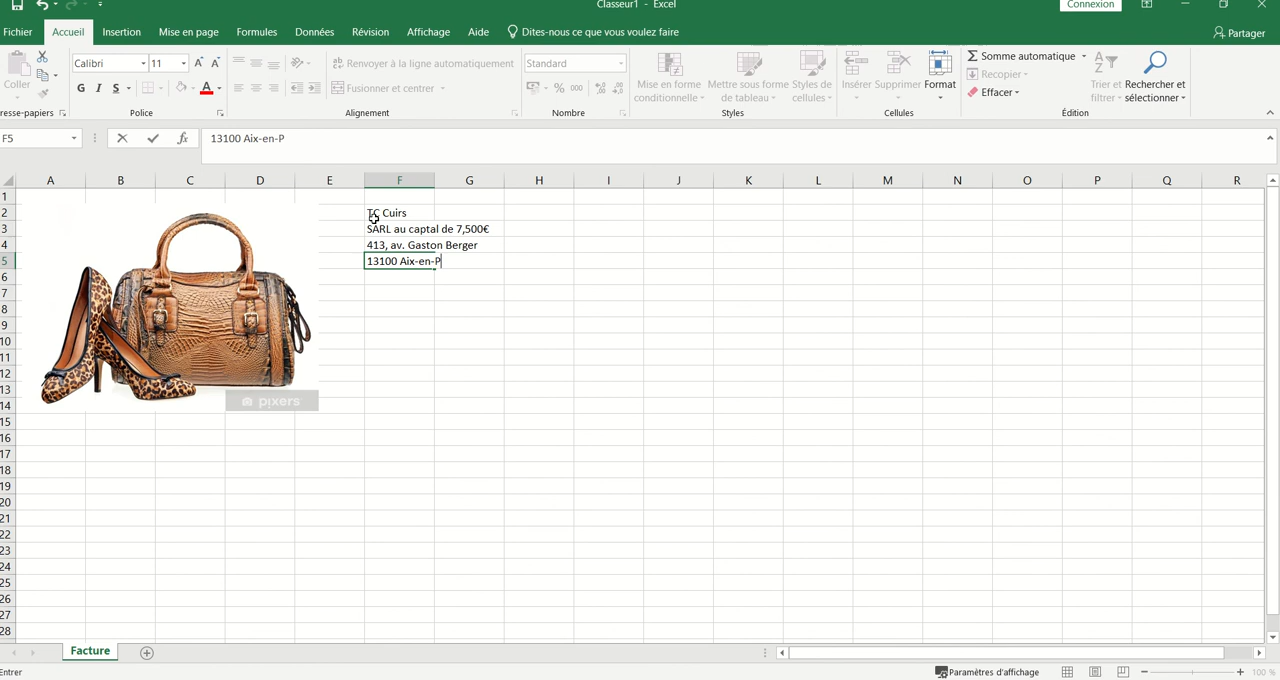 Classeur1 - Excel
Connexion
Fichier Accueil Insertion Mise en page Formules Données Révision Affichage Aide Dites-nous ce que vous voulez faire Partager
Coller
Calibri 11
Renvoyer à la ligne automatiquement
Standard
G I S
Fusionner et centrer
% 000
Mise en forme conditionnelle
Mettre sous forme de tableau
Styles de cellules
Insérer Supprimer Format
Somme automatique
Recopier
Effacer
Trier et filtrer
Rechercher et sélectionner
resse-papiers Police Alignement Nombre Styles Cellules Édition
F5 fx 13100 Aix-en-P
A B C D E F G H I J K L M N O P Q R
1
2 TC Cuirs
3 SARL au captal de 7,500€
4 413, av. Gaston Berger
5 13100 Aix-en-P
6
7
8
9
10
11
12
13
pixers
14
15
16
17
18
19
20
21
22
23
24
25
26
27
28
Facture
Entrer Paramètres d'affichage 100 %